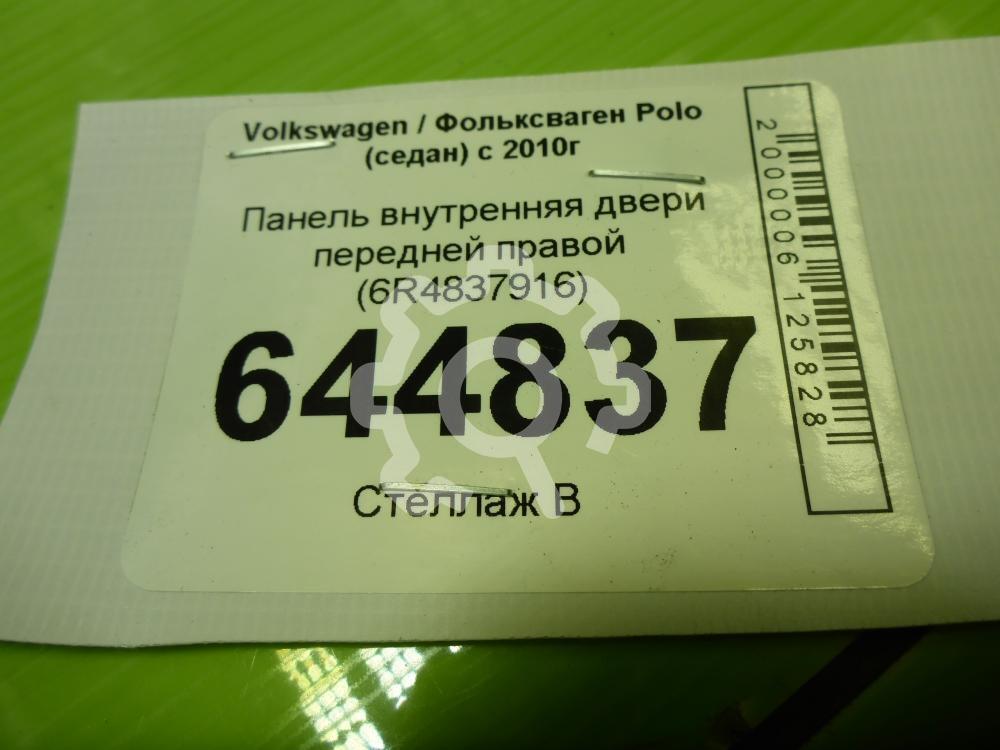 Volkswagen / Фольксваген Polo
(седан) с 2010г
Панель внутренняя двери
передней правой
(6R4837916)
644837
Стеллаж В
2000006125828